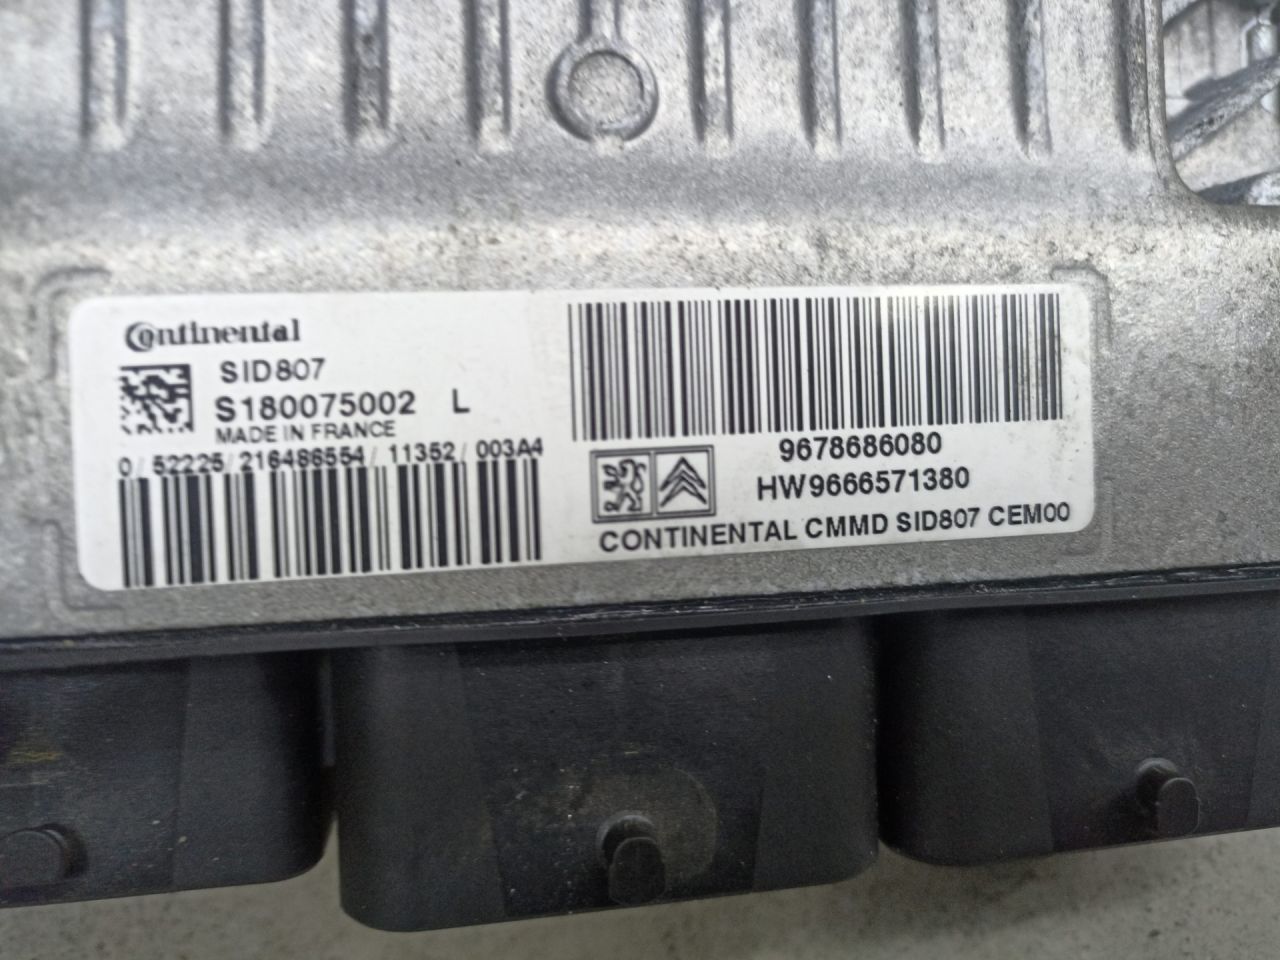 Continental
SID807
S180075002 L
MADE IN FRANCE
0/52225/216486554/11352/003A4
9678686080
HW9666571380
CONTINENTAL CMMD SID807 CEM00